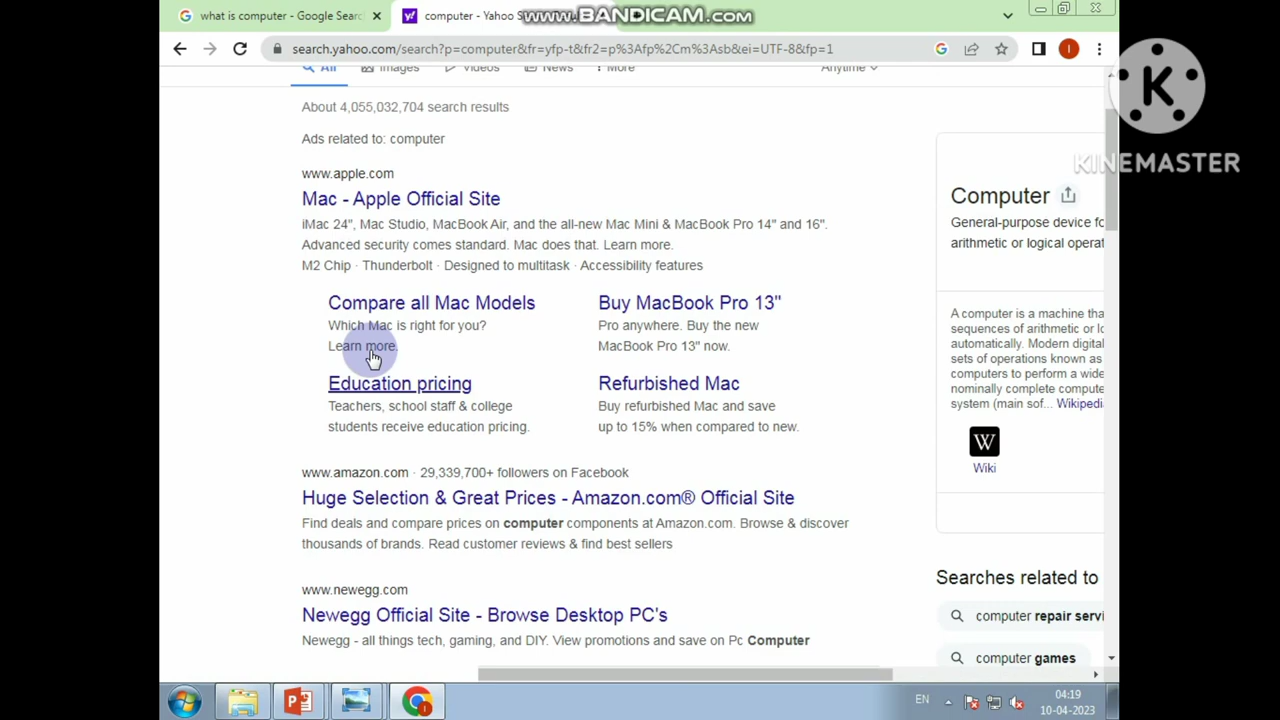 what is computer - Google Searc
computer - Yahoo S
www.BANDICAM.com
search.yahoo.com/search?p=computer&fr=yfp-t&fr2=p%3Afp%2Cm%3Asb&ei=UTF-8&fp=1
All Images Videos News More Anytime
K
KINEMASTER
About 4,055,032,704 search results
Ads related to: computer
www.apple.com
Mac - Apple Official Site
iMac 24", Mac Studio, MacBook Air, and the all-new Mac Mini & MacBook Pro 14" and 16".
Advanced security comes standard. Mac does that. Learn more.
M2 Chip · Thunderbolt · Designed to multitask · Accessibility features
Compare all Mac Models
Which Mac is right for you?
Learn more.
Buy MacBook Pro 13"
Pro anywhere. Buy the new
MacBook Pro 13" now.
Education pricing
Teachers, school staff & college
students receive education pricing.
Refurbished Mac
Buy refurbished Mac and save
up to 15% when compared to new.
www.amazon.com · 29,339,700+ followers on Facebook
Huge Selection & Great Prices - Amazon.com® Official Site
Find deals and compare prices on computer components at Amazon.com. Browse & discover
thousands of brands. Read customer reviews & find best sellers
www.newegg.com
Newegg Official Site - Browse Desktop PC's
Newegg - all things tech, gaming, and DIY. View promotions and save on Pc Computer
Computer
General-purpose device fo
arithmetic or logical operat
A computer is a machine tha
sequences of arithmetic or lo
automatically. Modern digital
sets of operations known as
computers to perform a wide
nominally complete compute
system (main sof... Wikipedi
W
Wiki
Searches related to
computer repair servi
computer games
EN
04:19
10-04-2023